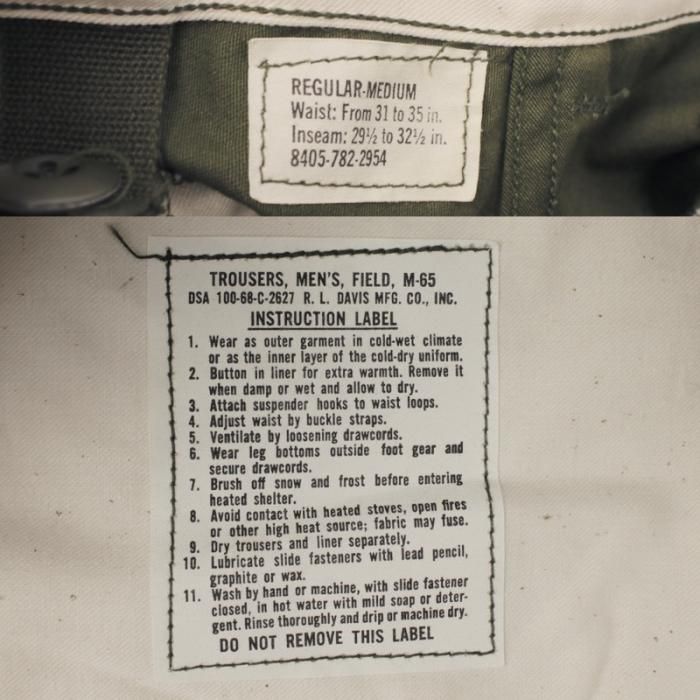 REGULAR-MEDIUM
Waist: From 31 to 35 in.
Inseam: 29½ to 32½ in.
8405-782-2954
TROUSERS, MEN'S, FIELD, M-65
DSA 100-68-C-2627 R. L. DAVIS MFG. CO., INC.
INSTRUCTION LABEL
1. Wear as outer garment in cold-wet climate
or as the inner layer of the cold-dry uniform.
2. Button in liner for extra warmth. Remove it
when damp or wet and allow to dry.
3. Attach suspender hooks to waist loops.
4. Adjust waist by buckle straps.
5. Ventilate by loosening drawcords.
6. Wear leg bottoms outside foot gear and
secure drawcords.
7. Brush off snow and frost before entering
heated shelter.
8. Avoid contact with heated stoves, open fires
or other high heat source; fabric may fuse.
9. Dry trousers and liner separately.
10. Lubricate slide fasteners with lead pencil,
graphite or wax.
11. Wash by hand or machine, with slide fastener
closed, in hot water with mild soap or deter-
gent. Rinse thoroughly and drip or machine dry.
DO NOT REMOVE THIS LABEL